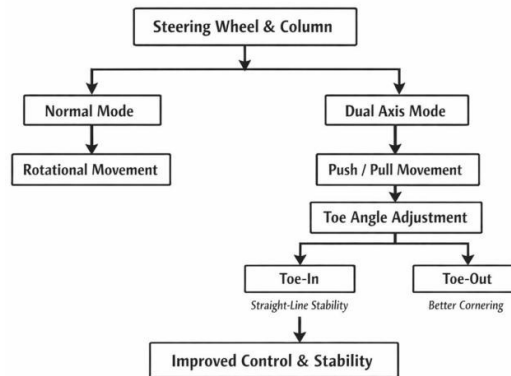 Steering Wheel & Column
Normal Mode
Dual Axis Mode
Rotational Movement
Push / Pull Movement
Toe Angle Adjustment
Toe-In
Toe-Out
Straight-Line Stability
Better Cornering
Improved Control & Stability